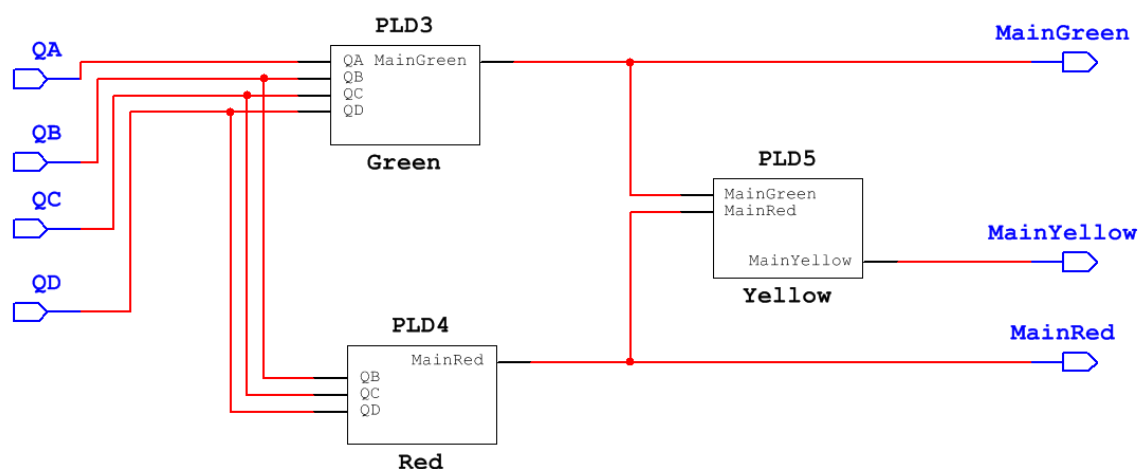 PLD3
MainGreen
QA
QA MainGreen
QB
QC
QD
QB
Green
PLD5
QC
MainGreen
MainRed
MainYellow
MainYellow
QD
Yellow
PLD4
MainRed
MainRed
QB
QC
QD
Red